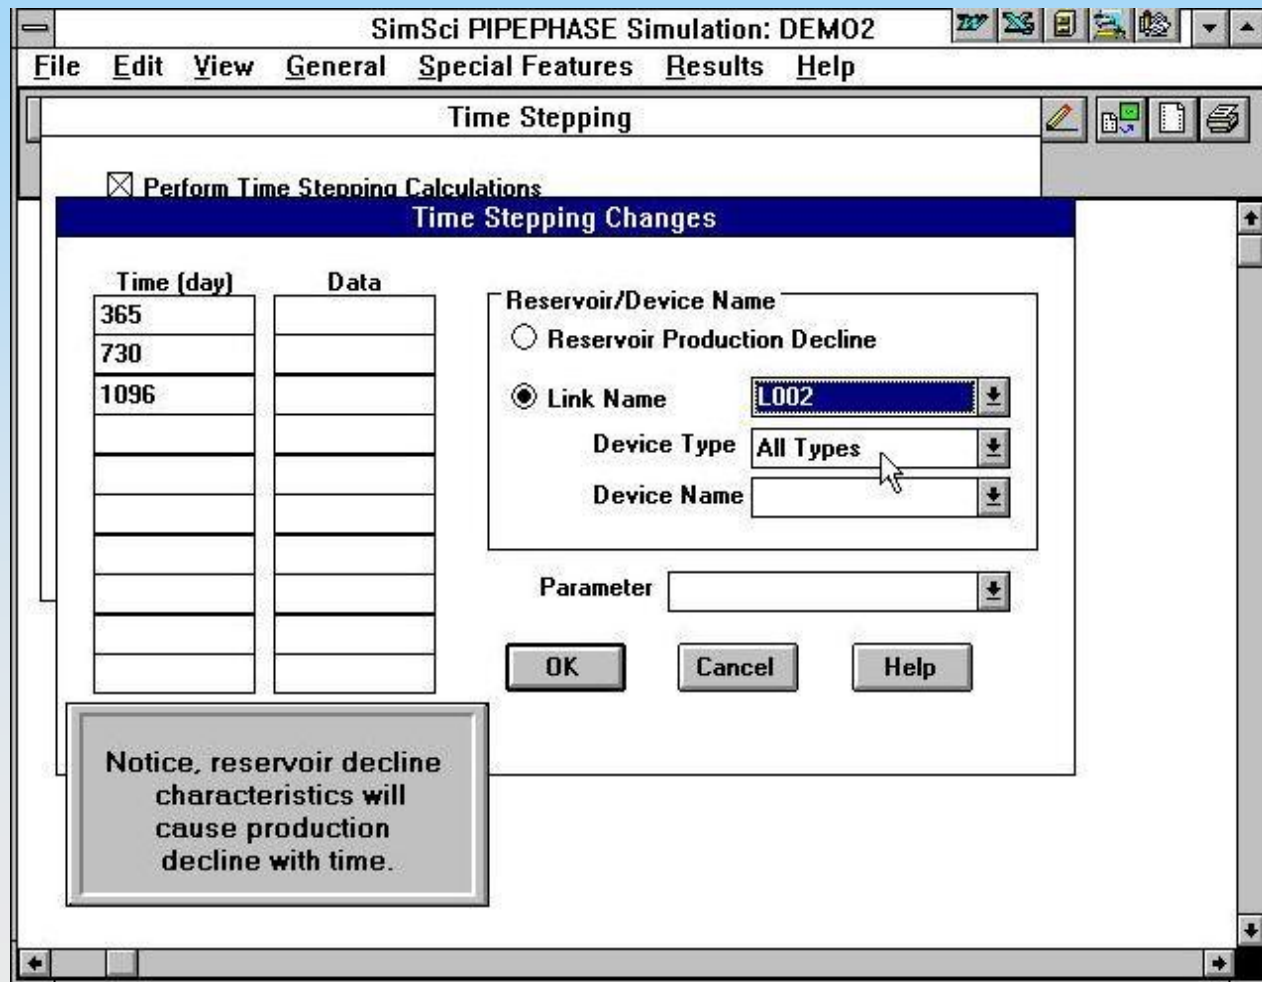 SimSci PIPEPHASE Simulation: DEMO2
File Edit View General Special Features Results Help
Time Stepping
Perform Time Stepping Calculations
Time Stepping Changes
Time (day) Data
365
730
1096
Reservoir/Device Name
Reservoir Production Decline
Link Name L002
Device Type All Types
Device Name
Parameter
OK Cancel Help
Notice, reservoir decline
characteristics will
cause production
decline with time.